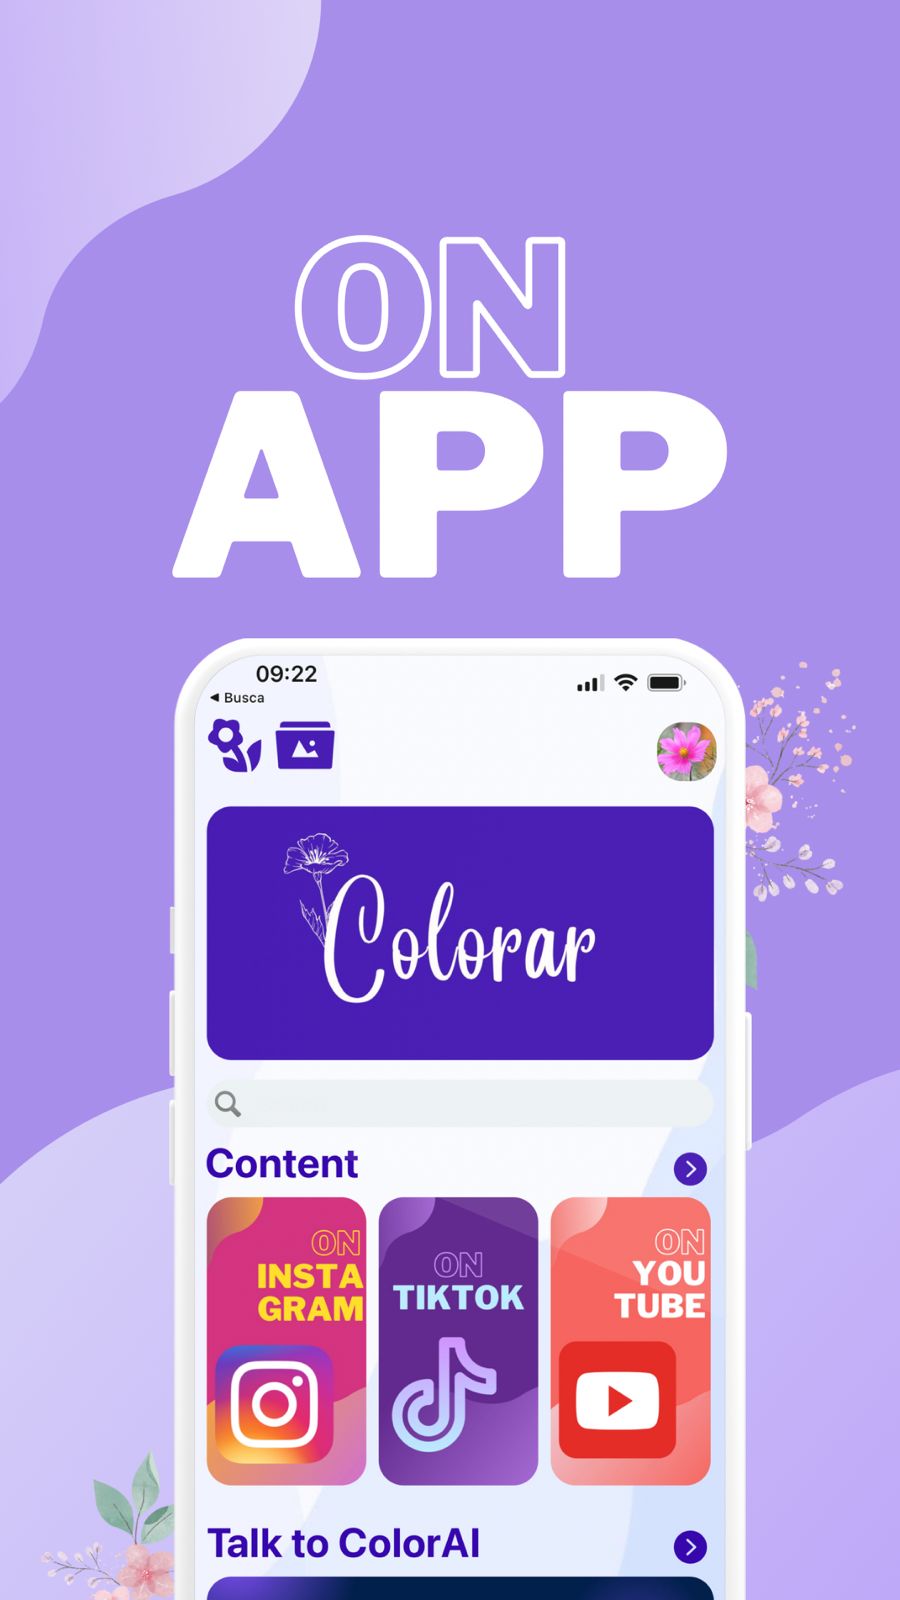 ON
APP
09:22
Busca
Colorar
Content
ON
INSTA
GRAM
ON
TIKTOK
ON
YOU
TUBE
Talk to ColorAI